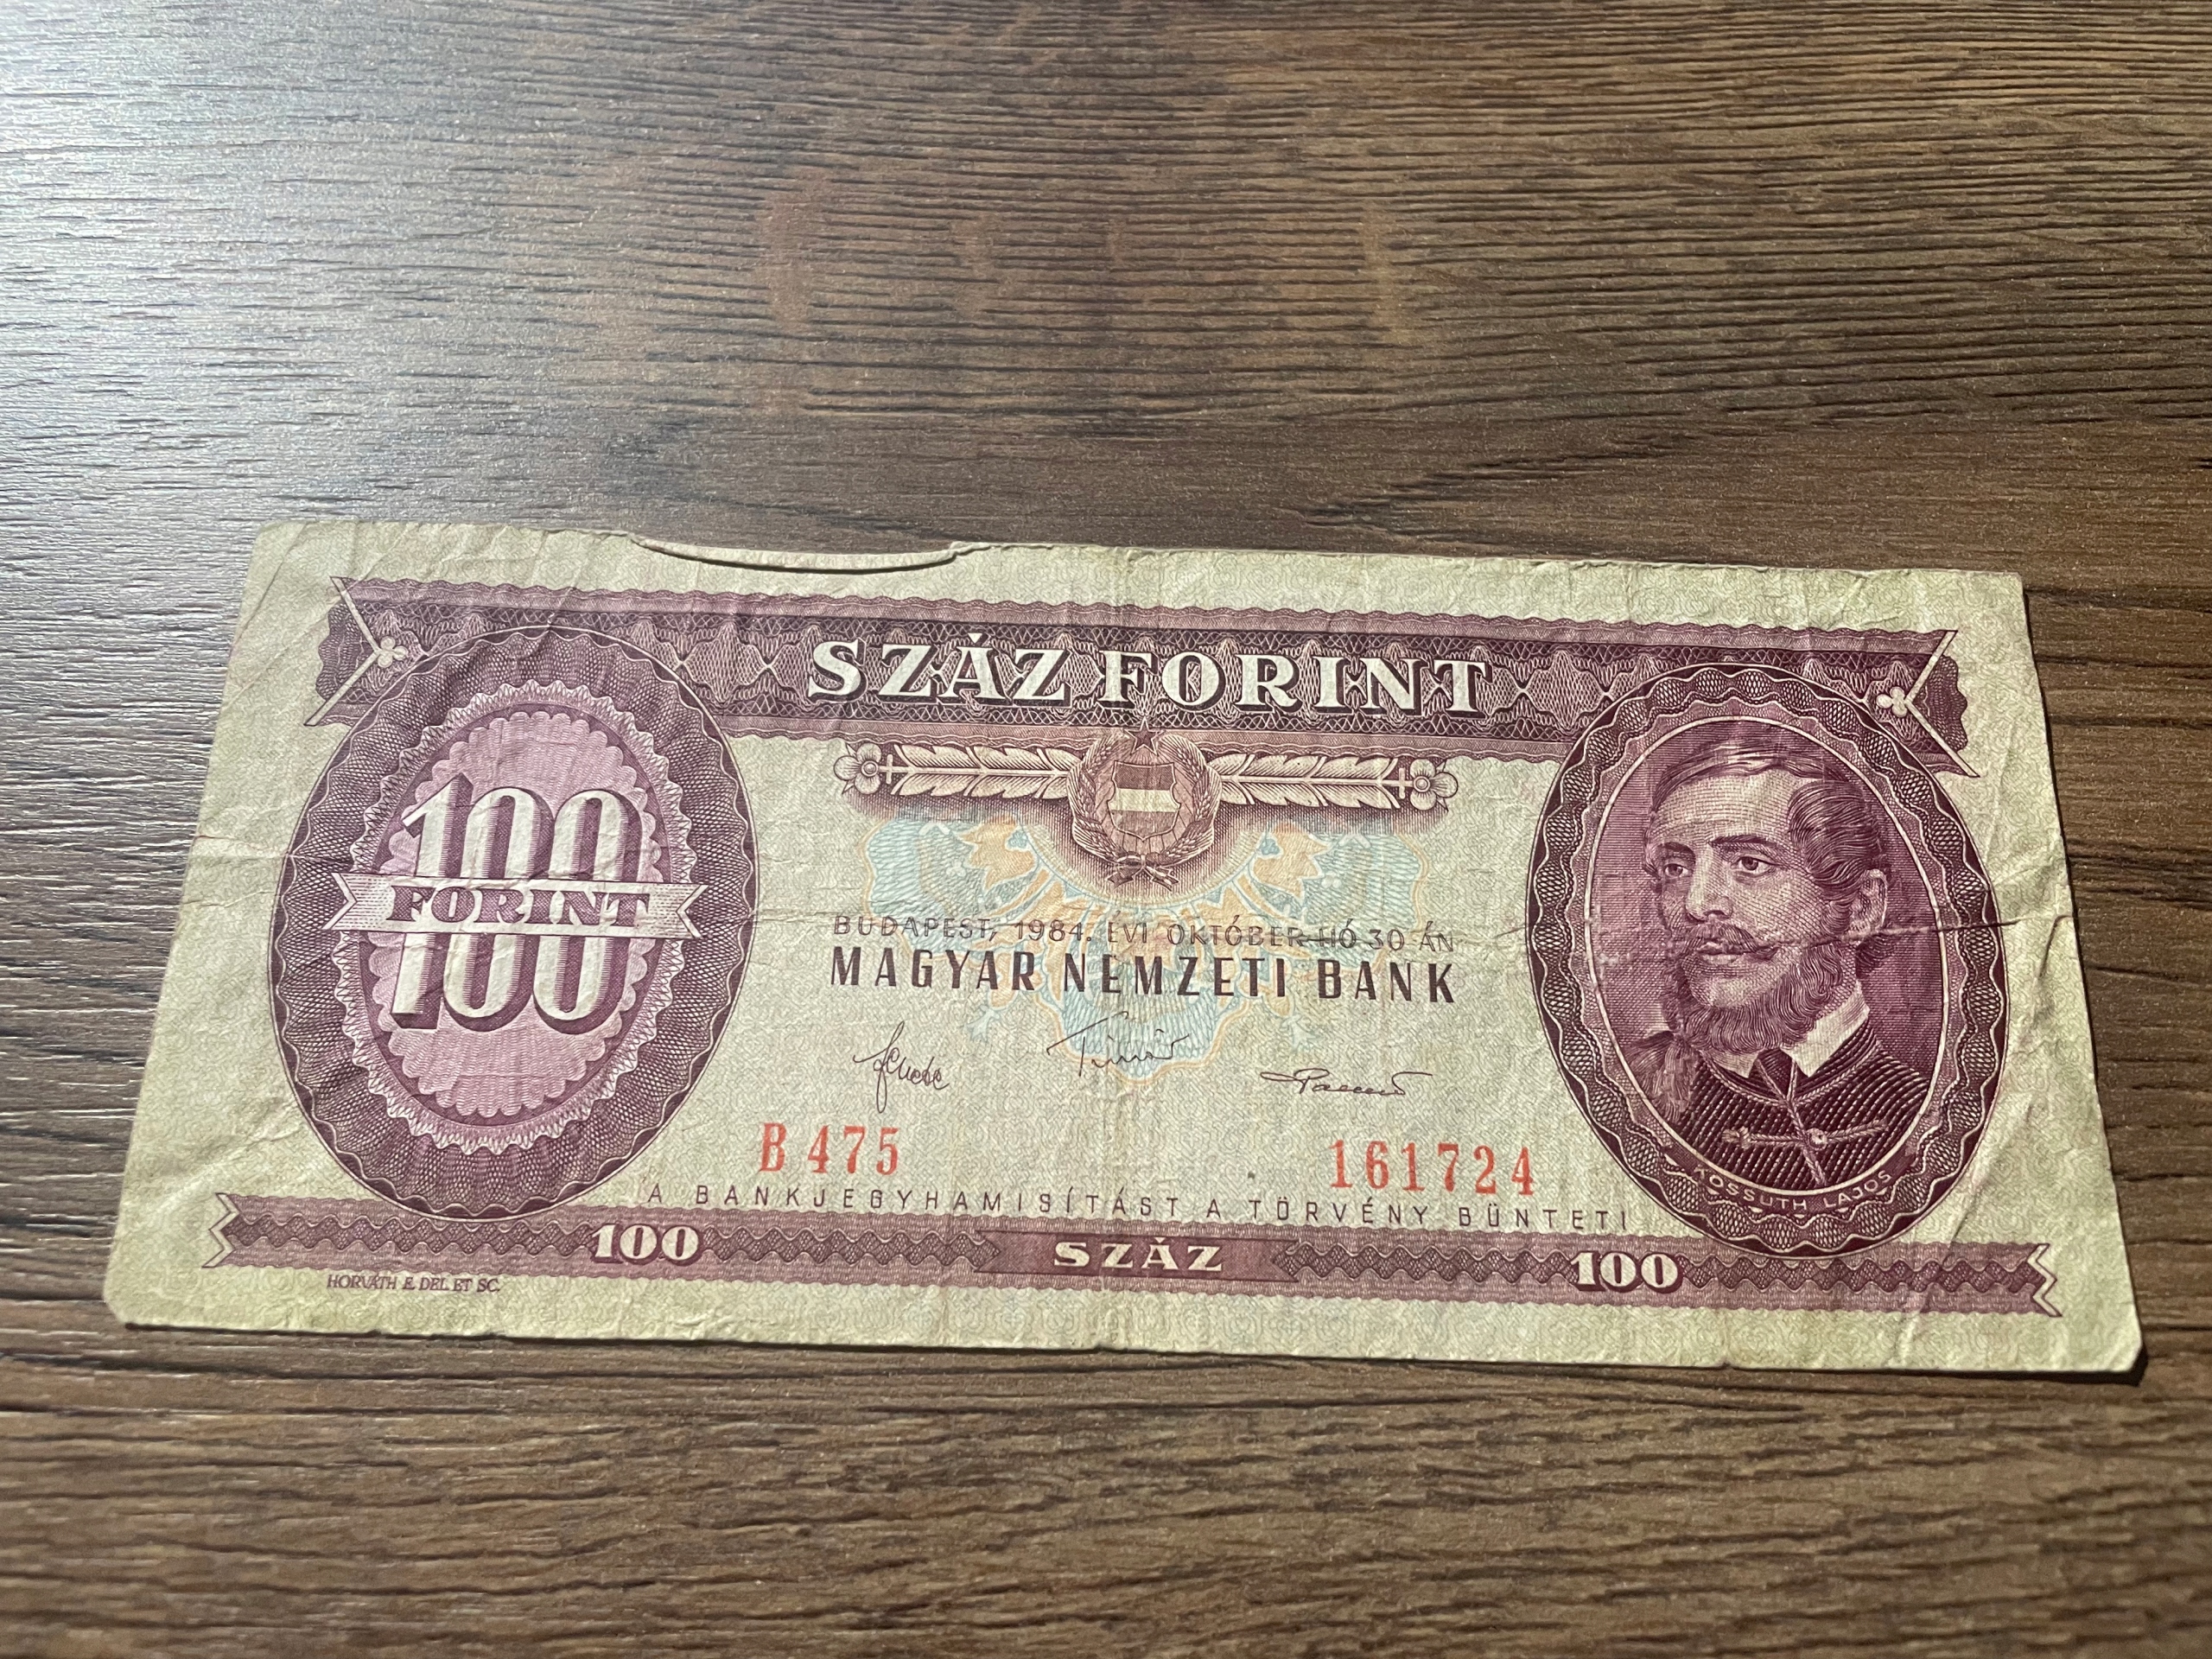 SZÁZ FORINT
100
FORINT
BUDAPEST, 1984. ÉVI OKTÓBER HÓ 30 ÁN
MAGYAR NEMZETI BANK
B 475
161724
A BANKJEGYHAMISÍTÁST A TÖRVÉNY BÜNTETI
KOSSUTH LAJOS
100
SZÁZ
100
HORVÁTH E. DEL. ET SC.